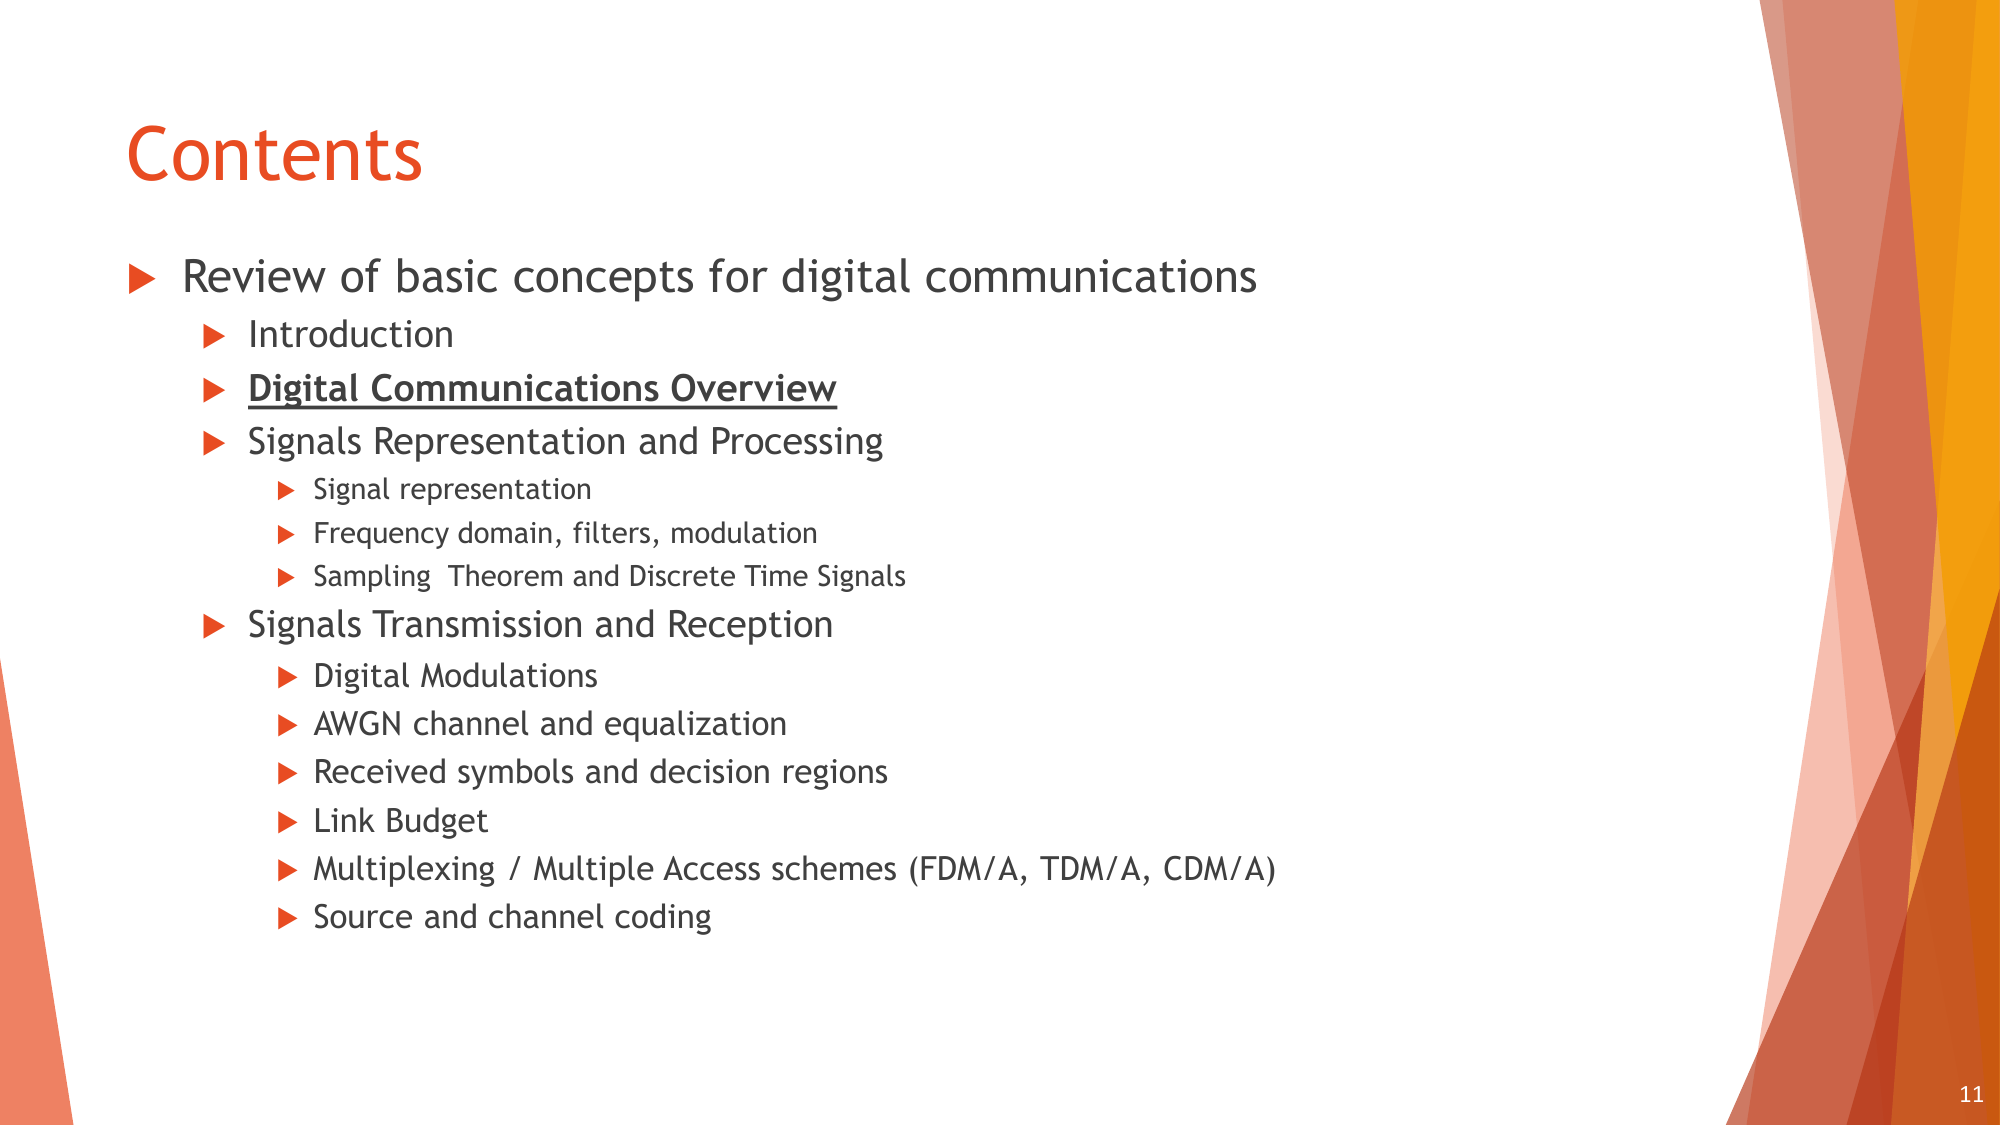 Contents
Review of basic concepts for digital communications
Introduction
Digital Communications Overview
Signals Representation and Processing
Signal representation
Frequency domain, filters, modulation
Sampling  Theorem and Discrete Time Signals
Signals Transmission and Reception
Digital Modulations
AWGN channel and equalization
Received symbols and decision regions
Link Budget
Multiplexing / Multiple Access schemes (FDM/A, TDM/A, CDM/A)
Source and channel coding
11